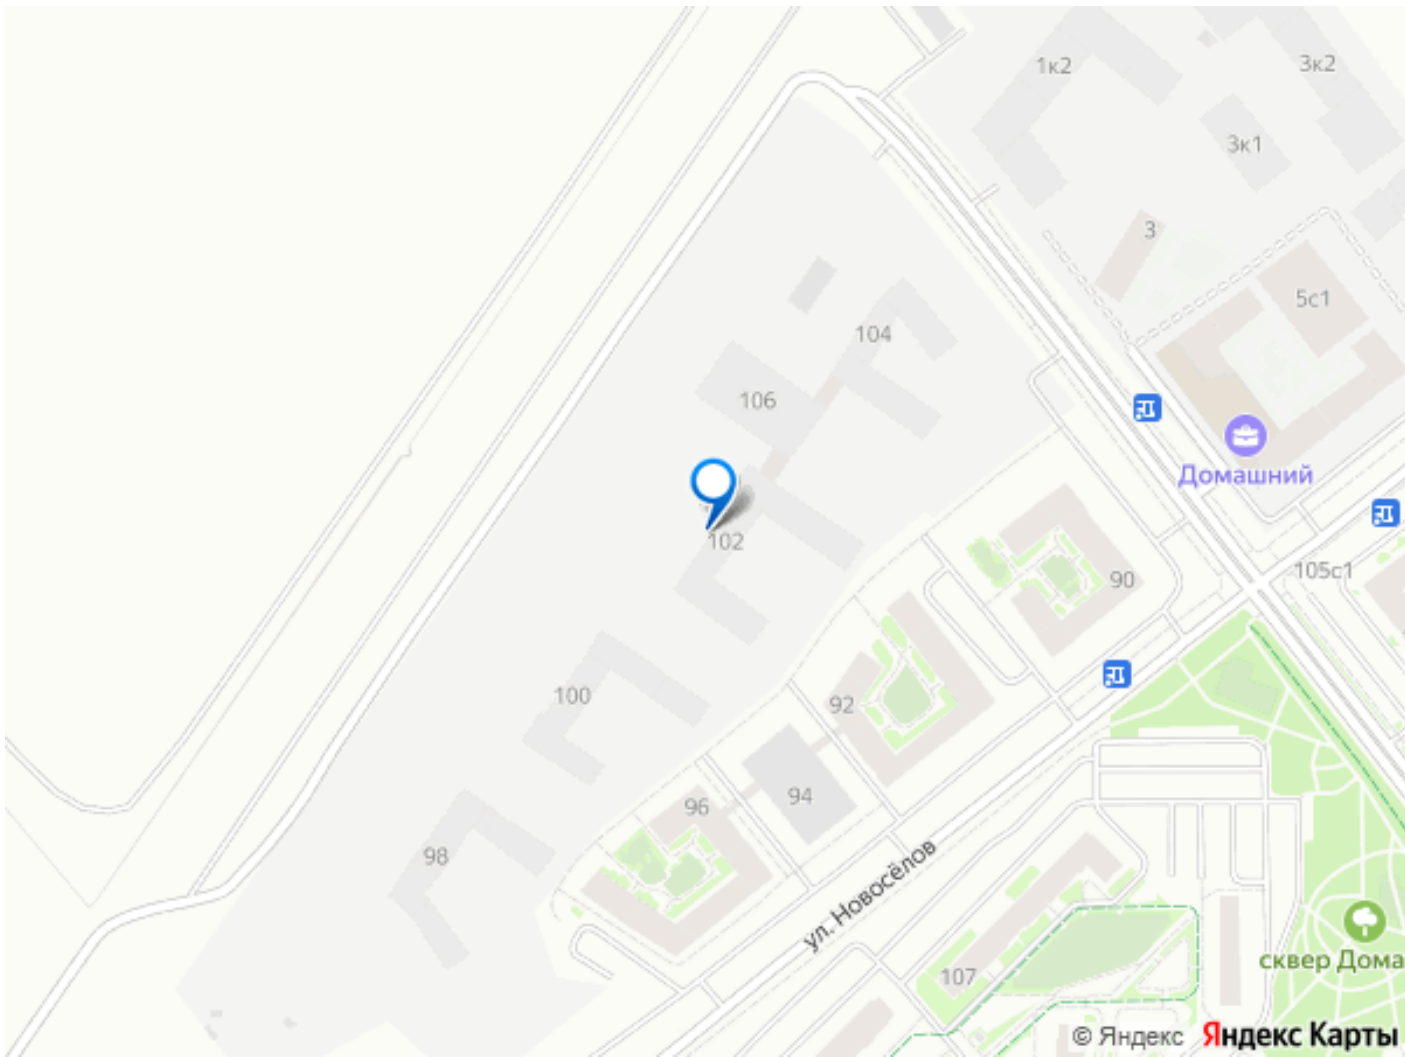 1к2
3к2
3к1
3
5с1
104
106
Домашний
102
105с1
90
100
92
94
96
98
ул. Новосёлов
107
сквер Дома
© Яндекс Яндекс Карты